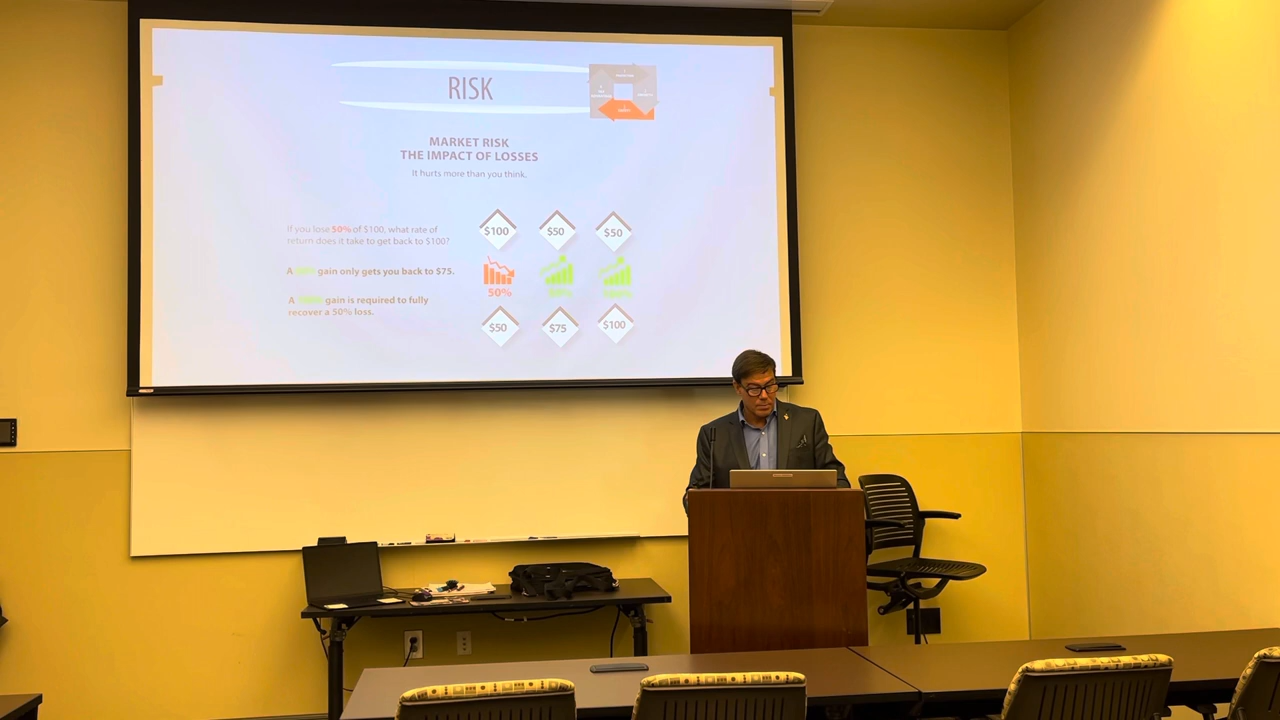 RISK
MARKET RISK
THE IMPACT OF LOSSES
It hurts more than you think.
If you lose 50% of $100, what rate of
return does it take to get back to $100?
A gain only gets you back to $75.
A gain is required to fully
recover a 50% loss.
$100 $50 $50
50%
$50 $75 $100